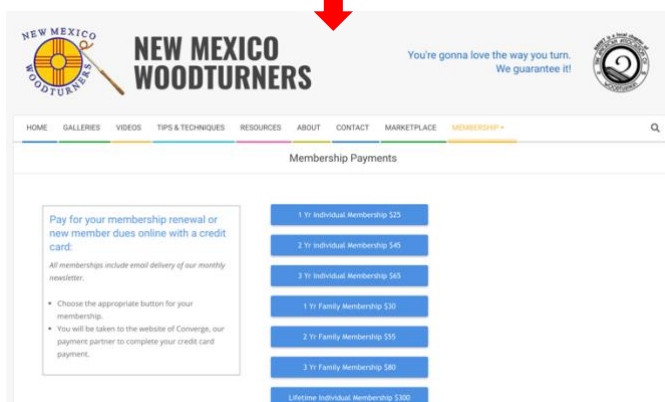 NEW MEXICO
WOODTURNERS
NEW MEXICO
WOODTURNERS
You're gonna love the way you turn.
We guarantee it!
HOME GALLERIES VIDEOS TIPS & TECHNIQUES RESOURCES ABOUT CONTACT MARKETPLACE MEMBERSHIP
Membership Payments
Pay for your membership renewal or
new member dues online with a credit
card:
All memberships include email delivery of our monthly
newsletter.
• Choose the appropriate button for your
membership.
• You will be taken to the website of Converge, our
payment partner to complete your credit card
payment.
1 Yr Individual Membership $25
2 Yr Individual Membership $45
3 Yr Individual Membership $65
1 Yr Family Membership $30
2 Yr Family Membership $55
3 Yr Family Membership $80
Lifetime Individual Membership $300